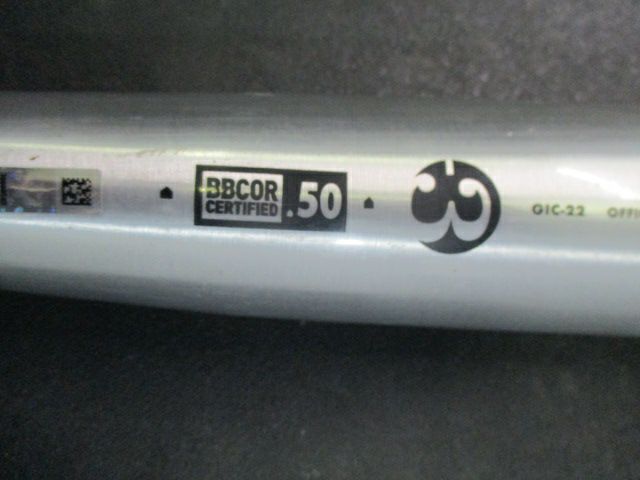 BBCOR
CERTIFIED
.50
GIC-22